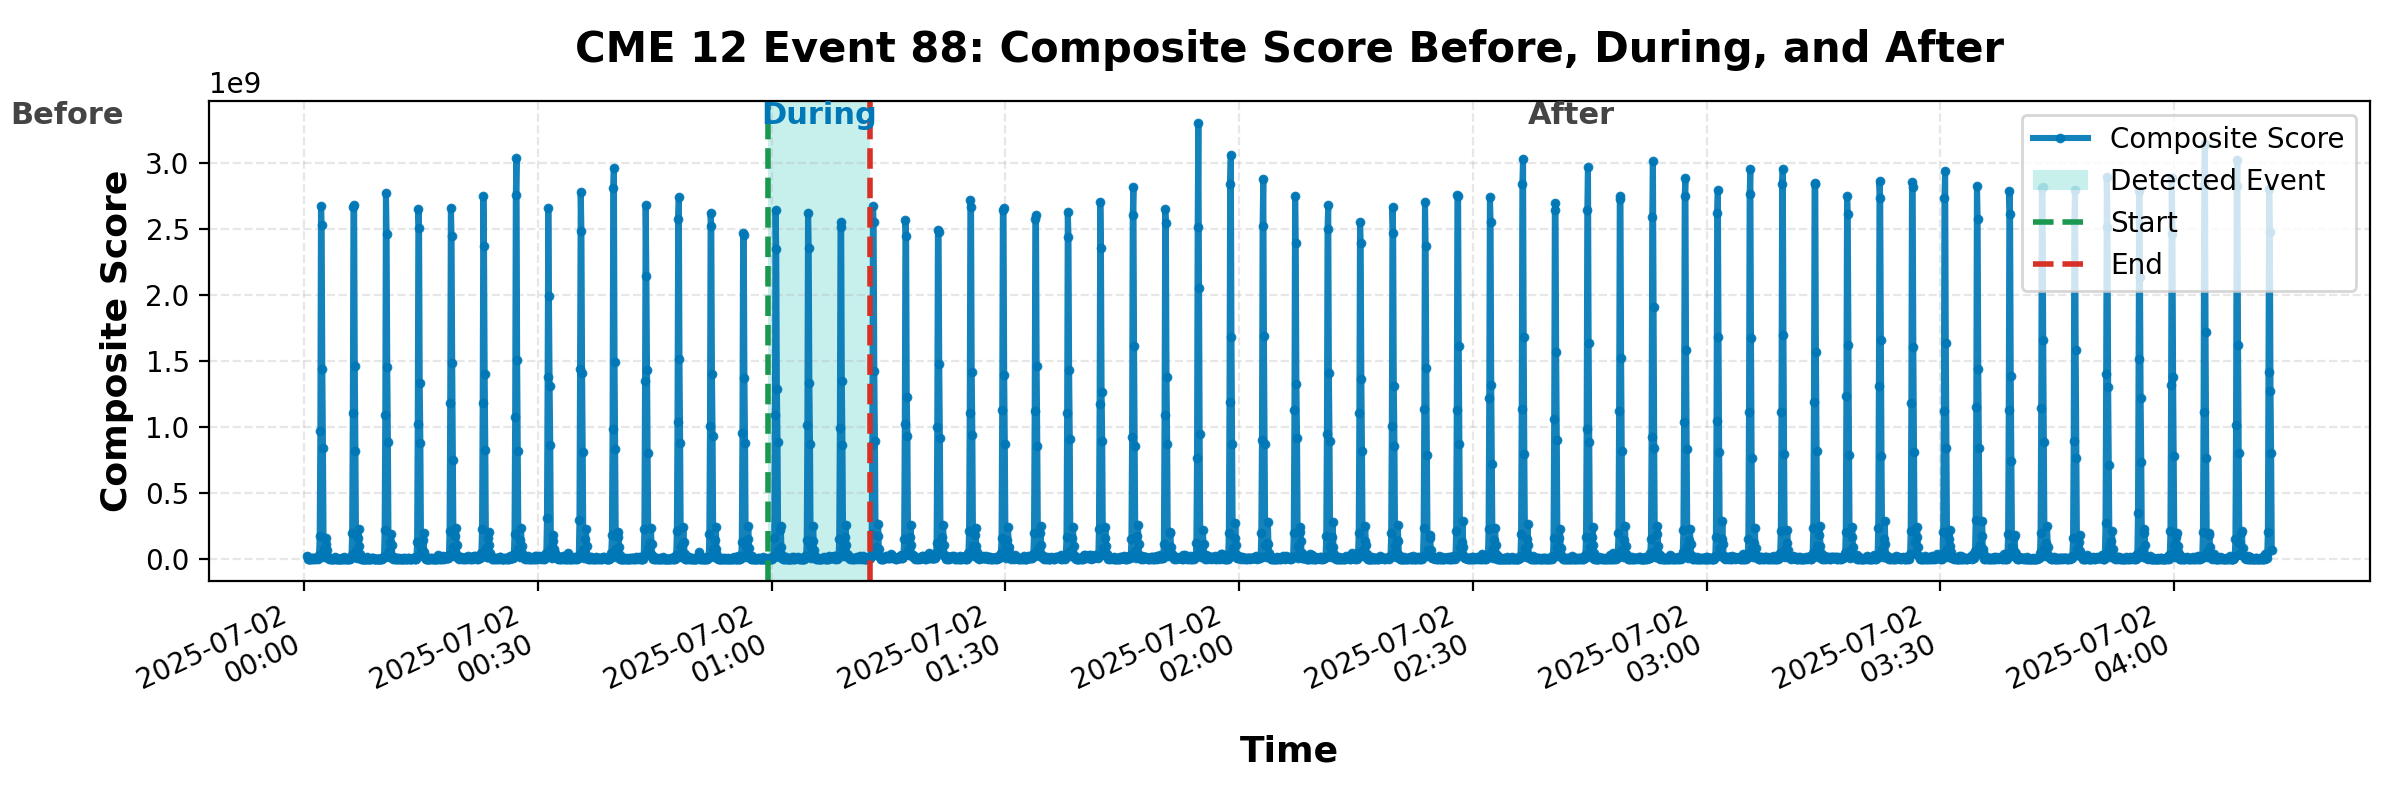 CME 12 Event 88: Composite Score Before, During, and After
1e9
Before
During
After
Composite Score
Detected Event
Start
End
Composite Score
3.0
2.5
2.0
1.5
1.0
0.5
0.0
2025-07-02
00:00
2025-07-02
00:30
2025-07-02
01:00
2025-07-02
01:30
2025-07-02
02:00
2025-07-02
02:30
2025-07-02
03:00
2025-07-02
03:30
2025-07-02
04:00
Time